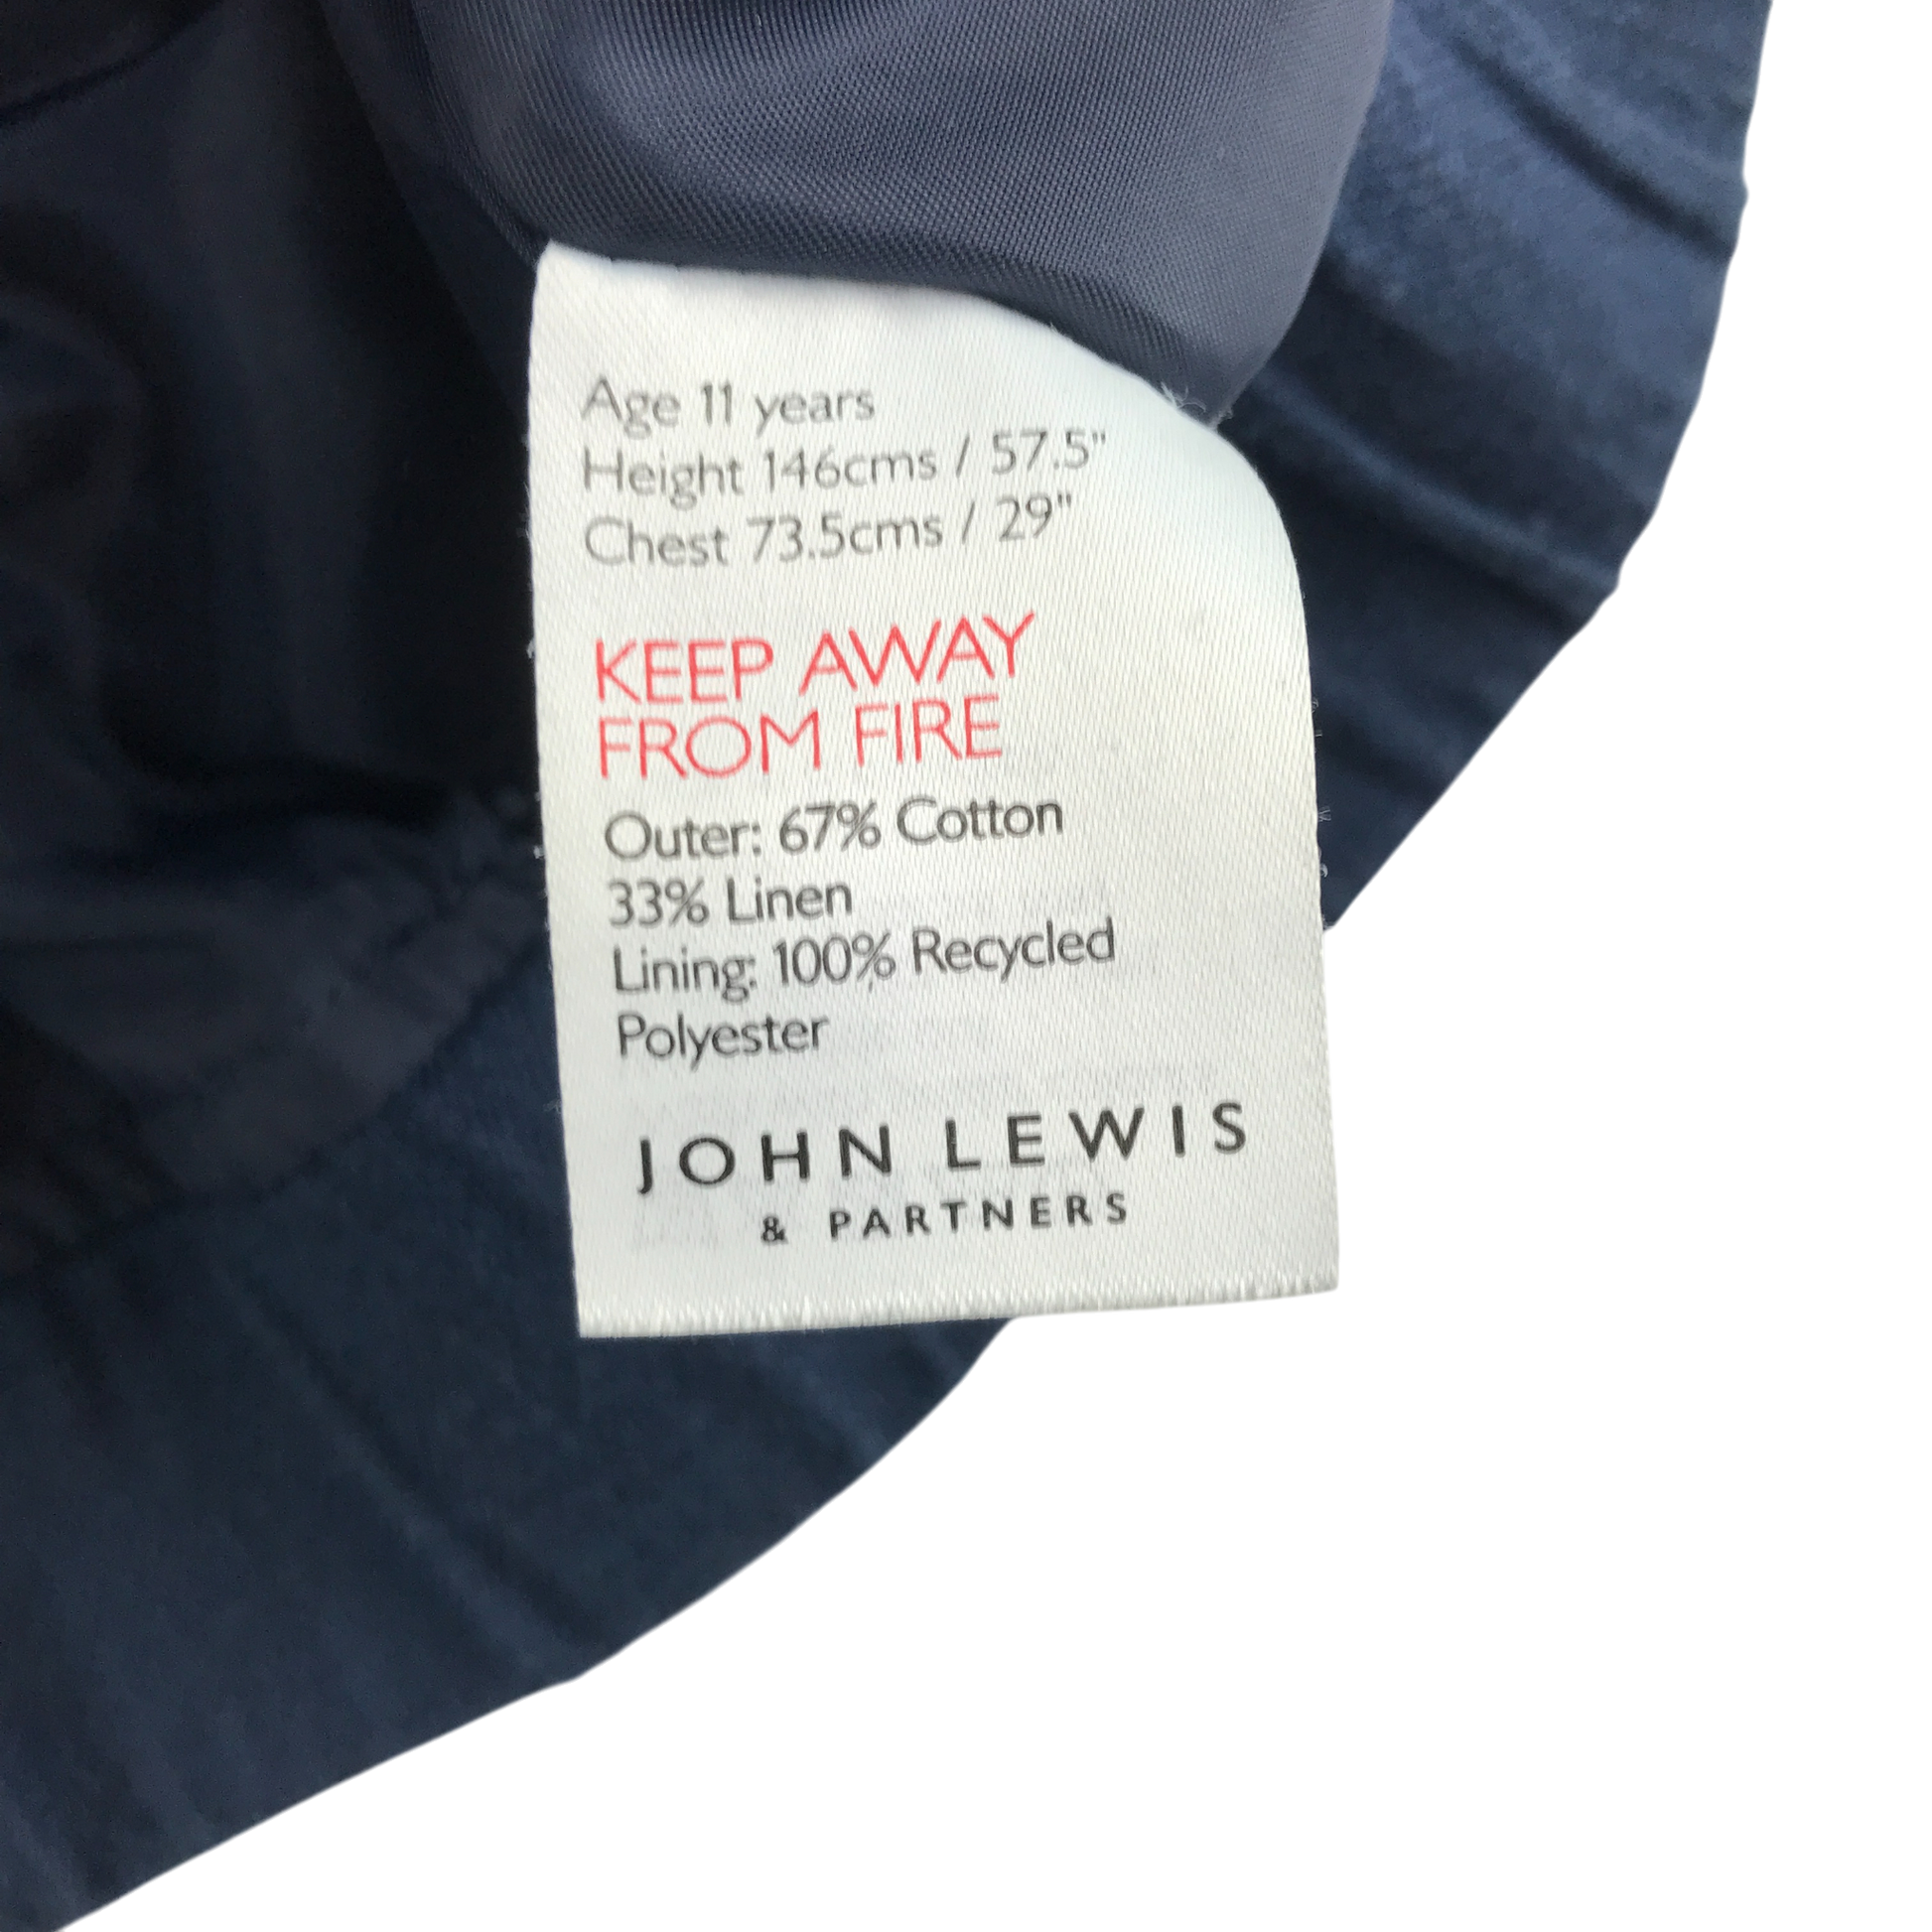 Age 11 years
Height 146cms / 57.5"
Chest 73.5cms / 29"
KEEP AWAY
FROM FIRE
Outer: 67% Cotton
33% Linen
Lining: 100% Recycled
Polyester
JOHN LEWIS
& PARTNERS